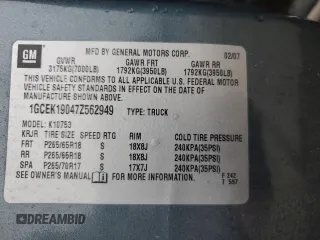 GM
MFD BY GENERAL MOTORS CORP. 02/07
GVWR GAWR FRT GAWR RR
3175KG(7000LB) 1792KG(3950LB) 1792KG(3950LB)
THIS VEHICLE CONFORMS TO ALL APPLICABLE U.S. FEDERAL MOTOR
VEHICLE SAFETY STANDARDS IN EFFECT ON THE DATE OF
MANUFACTURE SHOWN ABOVE.
1GCEK19047Z562949 TYPE: TRUCK
MODEL: K10753
KRJR TIRE SIZE SPEED RTG RIM COLD TIRE PRESSURE
FRT P265/65R18 S 18X8J 240KPA(35PSI)
RR P265/65R18 S 18X8J 240KPA(35PSI)
SPA P265/70R17 S 17X7J 240KPA(35PSI)
SEE OWNER'S MANUAL FOR MORE INFORMATION.
F 242
T 597